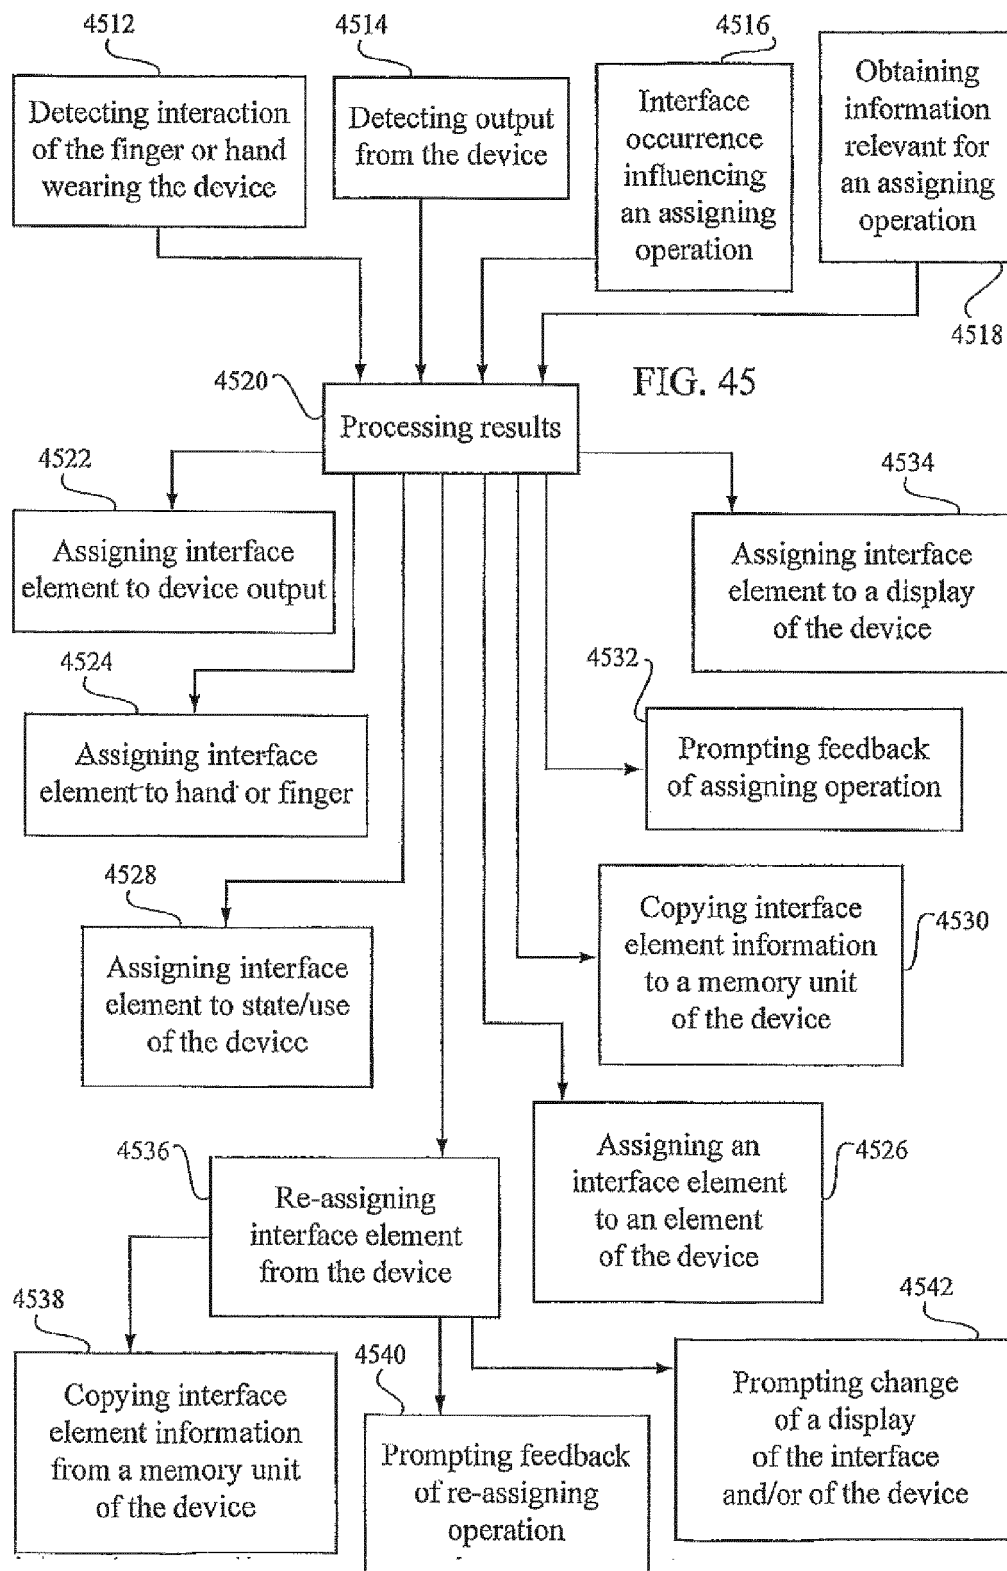 4512
4514
4516
Detecting interaction
of the finger or hand
wearing the device
Detecting output
from the device
Interface
occurrence
influencing
an assigning
operation
Obtaining
information
relevant for
an assigning
operation
4518
4520
FIG. 45
Processing results
4522
4534
Assigning interface
element to device output
Assigning interface
element to a display
of the device
4524
4532
Assigning interface
element to hand or finger
Prompting feedback
of assigning operation
4528
Assigning interface
element to state/use
of the device
Copying interface
element information
to a memory unit
of the device
4530
4536
Re-assigning
interface element
from the device
Assigning an
interface element
to an element
of the device
4526
4538
4540
4542
Copying interface
element information
from a memory unit
of the device
Prompting feedback
of re-assigning
operation
Prompting change
of a display
of the interface
and/or of the device